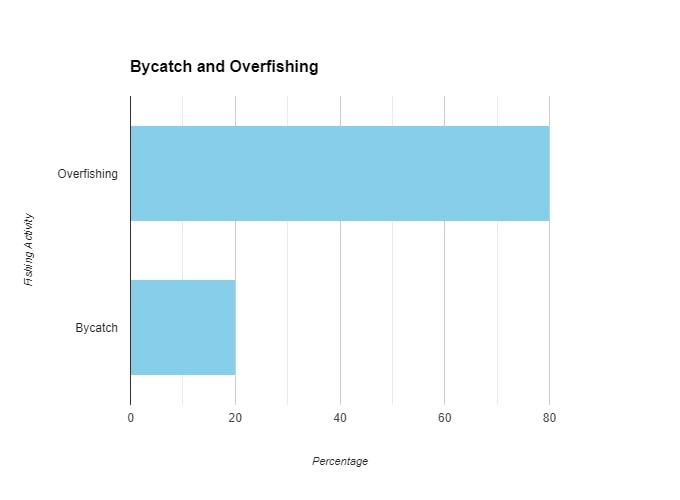 Bycatch and Overfishing
Overfishing
Fishing Activity
Bycatch
0 20 40 60 80
Percentage